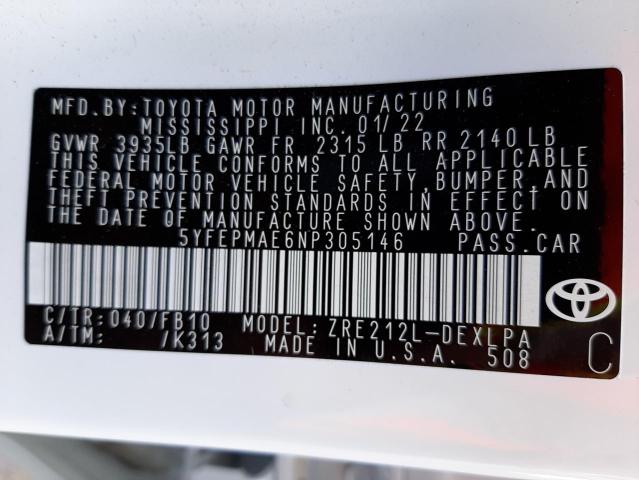 MFD.BY:TOYOTA MOTOR MANUFACTURING
MISSISSIPPI INC. 01/22
GVWR 3935LB GAWR FR 2315 LB RR 2140 LB
THIS VEHICLE CONFORMS TO ALL APPLICABLE
FEDERAL MOTOR VEHICLE SAFETY, BUMPER, AND
THEFT PREVENTION STANDARDS IN EFFECT ON
THE DATE OF MANUFACTURE SHOWN ABOVE.
5YFEPMAE6NP305146 PASS.CAR
C/TR: 040/FB10 MODEL: ZRE212L-DEXLPA
A/TM: /K313 MADE IN U.S.A. 508
C